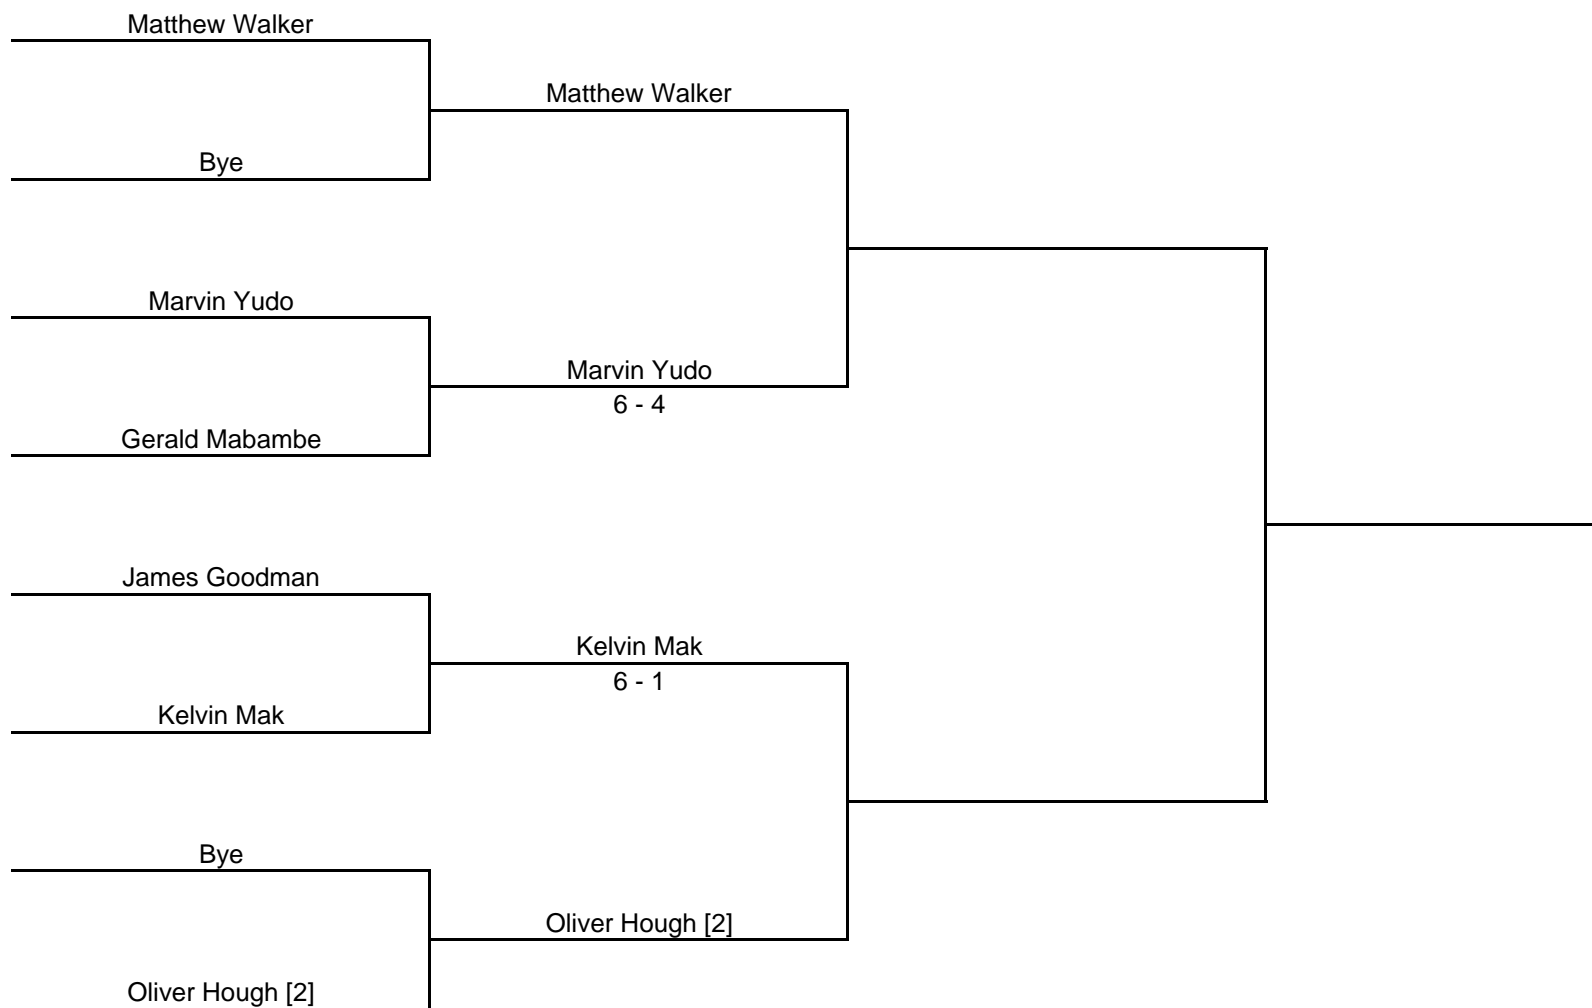 Matthew Walker
Matthew Walker
Bye
Marvin Yudo
Marvin Yudo
6 - 4
Gerald Mabambe
James Goodman
Kelvin Mak
6 - 1
Kelvin Mak
Bye
Oliver Hough [2]
Oliver Hough [2]